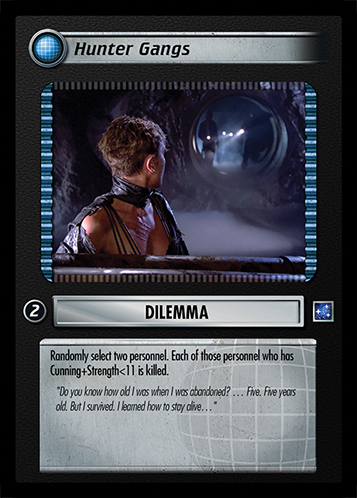 Hunter Gangs
2
DILEMMA
Randomly select two personnel. Each of those personnel who has
Cunning+Strength<11 is killed.
"Do you know how old I was when I was abandoned? … Five. Five years
old. But I survived. I learned how to stay alive…"